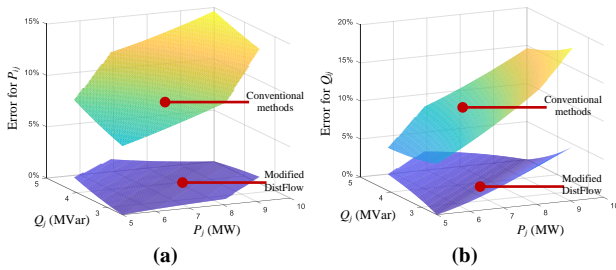 15%
10%
5%
0%
Error for P_ij
Conventional
methods
Modified
DistFlow
5
4
3
Q_j (MVar)
5
6
7
8
9
10
P_j (MW)
(a)
20%
15%
10%
5%
0%
Error for Q_ij
Conventional
methods
Modified
DistFlow
5
4
3
Q_j (MVar)
5
6
7
8
9
10
P_j (MW)
(b)